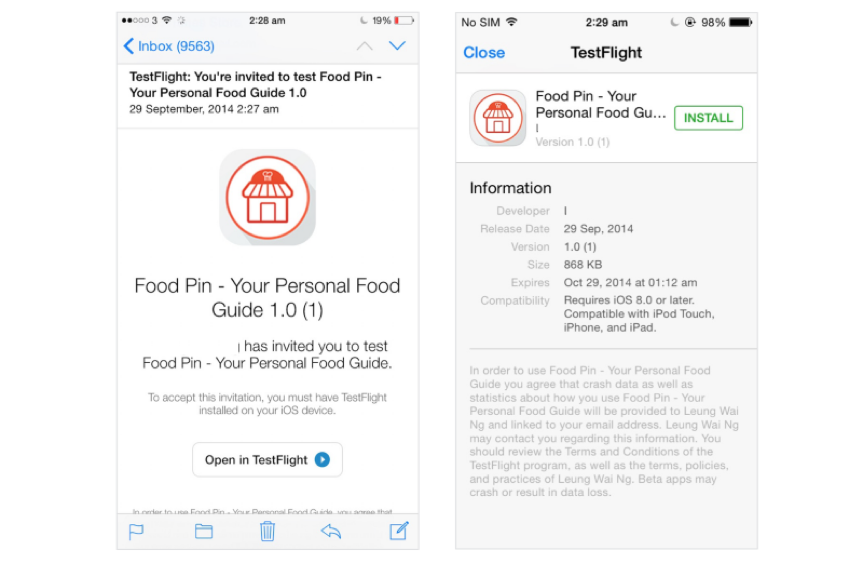 3 2:28 am 19%
Inbox (9563)
TestFlight: You're invited to test Food Pin -
Your Personal Food Guide 1.0
29 September, 2014 2:27 am
Food Pin - Your Personal Food
Guide 1.0 (1)
has invited you to test
Food Pin - Your Personal Food Guide.
To accept this invitation, you must have TestFlight
installed on your iOS device.
Open in TestFlight
In order to use Food Pin - Your Personal Food Guide, you agree that
No SIM 2:29 am 98%
Close TestFlight
Food Pin - Your
Personal Food Gu...
INSTALL
Version 1.0 (1)
Information
Developer
Release Date 29 Sep, 2014
Version 1.0 (1)
Size 868 KB
Expires Oct 29, 2014 at 01:12 am
Compatibility Requires iOS 8.0 or later.
Compatible with iPod Touch,
iPhone, and iPad.
In order to use Food Pin - Your Personal Food
Guide you agree that crash data as well as
statistics about how you use Food Pin - Your
Personal Food Guide will be provided to Leung Wai
Ng and linked to your email address. Leung Wai Ng
may contact you regarding this information. You
should review the Terms and Conditions of the
TestFlight program, as well as the terms, policies,
and practices of Leung Wai Ng. Beta apps may
crash or result in data loss.